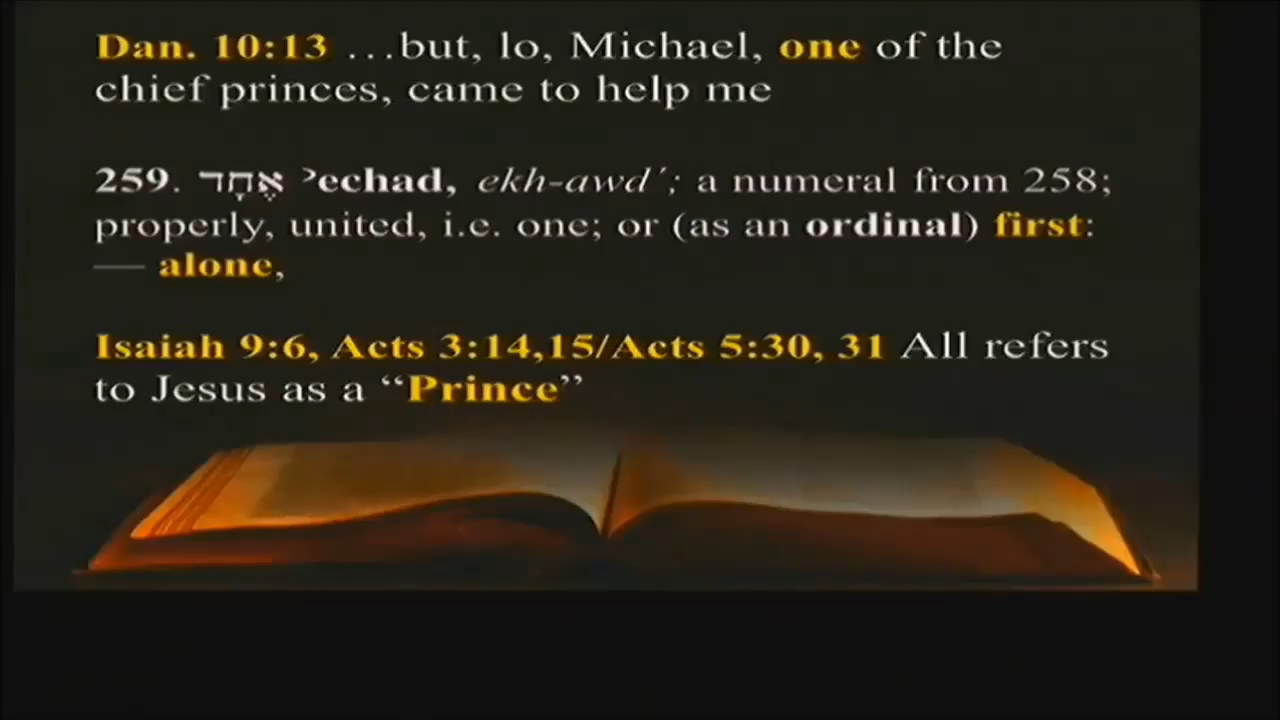 Dan. 10:13 …but, lo, Michael, one of the
chief princes, came to help me
259. אֶחָד ʾechad, ekh-awd´; a numeral from 258;
properly, united, i.e. one; or (as an ordinal) first:
— alone,
Isaiah 9:6, Acts 3:14,15/Acts 5:30, 31 All refers
to Jesus as a “Prince”